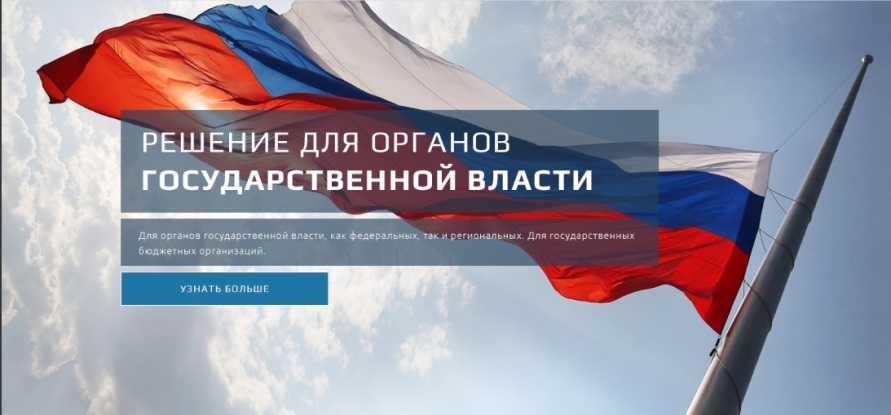 РЕШЕНИЕ ДЛЯ ОРГАНОВ
ГОСУДАРСТВЕННОЙ ВЛАСТИ
Для органов государственной власти, как федеральных, так и региональных. Для государственных
бюджетных организаций.
УЗНАТЬ БОЛЬШЕ